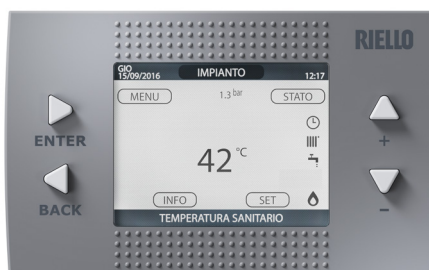 RIELLO
GIO
15/09/2016 IMPIANTO 12:17
MENU 1.3 bar STATO
ENTER
42 °C
+
BACK
INFO SET
-
TEMPERATURA SANITARIO